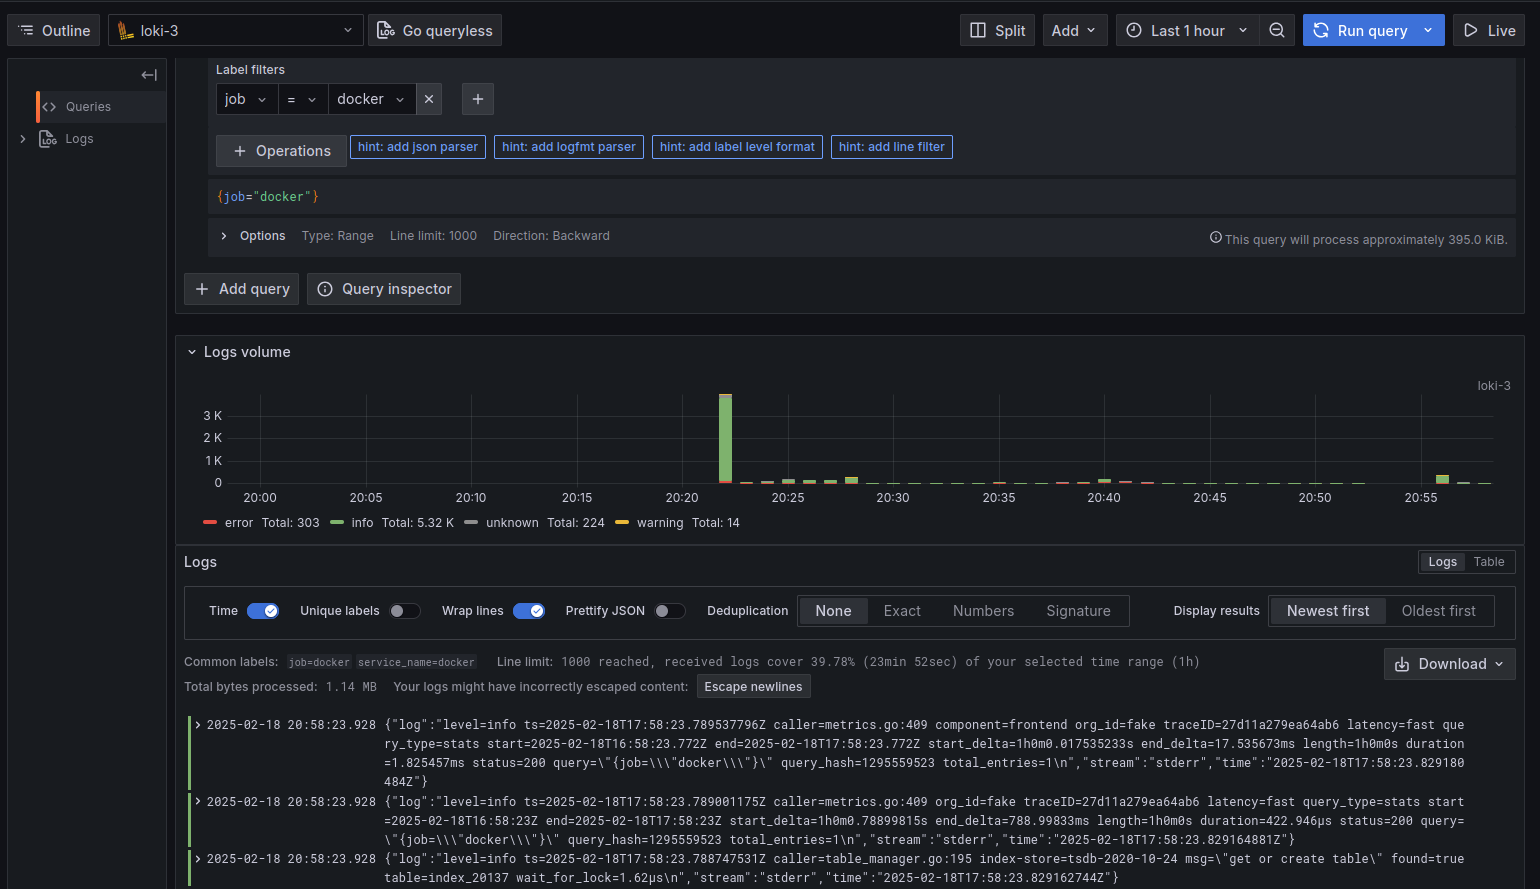 Outline
loki-3
Go queryless
Split
Add
Last 1 hour
Run query
Live
Queries
Logs
Label filters
job = docker
Operations
hint: add json parser
hint: add logfmt parser
hint: add label level format
hint: add line filter
{job="docker"}
Options Type: Range Line limit: 1000 Direction: Backward
This query will process approximately 395.0 KiB.
Add query
Query inspector
Logs volume
loki-3
3 K
2 K
1 K
0
20:00 20:05 20:10 20:15 20:20 20:25 20:30 20:35 20:40 20:45 20:50 20:55
error Total: 303 info Total: 5.32 K unknown Total: 224 warning Total: 14
Logs
Logs Table
Time Unique labels Wrap lines Prettify JSON Deduplication None Exact Numbers Signature Display results Newest first Oldest first
Common labels: job=docker service_name=docker Line limit: 1000 reached, received logs cover 39.78% (23min 52sec) of your selected time range (1h)
Download
Total bytes processed: 1.14 MB Your logs might have incorrectly escaped content: Escape newlines
2025-02-18 20:58:23.928 {"log":"level=info ts=2025-02-18T17:58:23.789537796Z caller=metrics.go:409 component=frontend org_id=fake traceID=27d11a279ea64ab6 latency=fast que
ry_type=stats start=2025-02-18T16:58:23.772Z end=2025-02-18T17:58:23.772Z start_delta=1h0m0.017535233s end_delta=17.535673ms length=1h0m0s duration
=1.825457ms status=200 query=\"{job=\\\"docker\\\"}\" query_hash=1295559523 total_entries=1\n","stream":"stderr","time":"2025-02-18T17:58:23.829180
484Z"}
2025-02-18 20:58:23.928 {"log":"level=info ts=2025-02-18T17:58:23.789001175Z caller=metrics.go:409 org_id=fake traceID=27d11a279ea64ab6 latency=fast query_type=stats start
=2025-02-18T16:58:23Z end=2025-02-18T17:58:23Z start_delta=1h0m0.78899815s end_delta=788.99833ms length=1h0m0s duration=422.946µs status=200 query=
\"{job=\\\"docker\\\"}\" query_hash=1295559523 total_entries=1\n","stream":"stderr","time":"2025-02-18T17:58:23.829164881Z"}
2025-02-18 20:58:23.928 {"log":"level=info ts=2025-02-18T17:58:23.788747531Z caller=table_manager.go:195 index-store=tsdb-2020-10-24 msg=\"get or create table\" found=true
table=index_20137 wait_for_lock=1.62µs\n","stream":"stderr","time":"2025-02-18T17:58:23.829162744Z"}